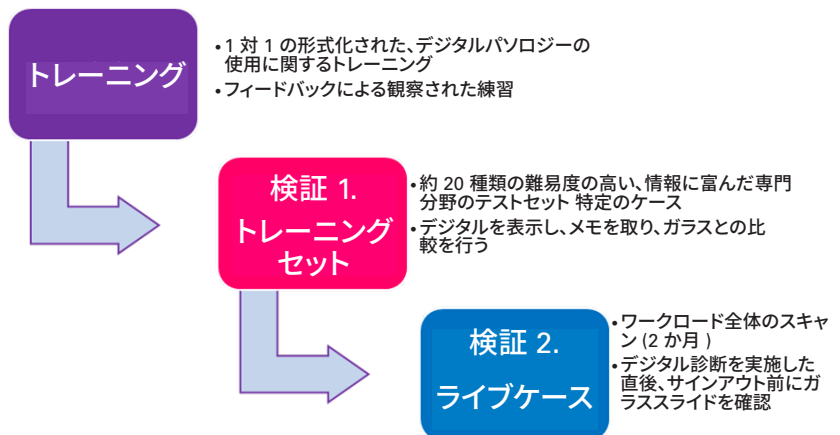 トレーニング
•1 対 1 の形式化された、デジタルパソロジーの
使用に関するトレーニング
•フィードバックによる観察された練習
検証 1.
トレーニング
セット
•約 20 種類の難易度の高い、情報に富んだ専門
分野のテストセット 特定のケース
•デジタルを表示し、メモを取り、ガラスとの比
較を行う
検証 2.
ライブケース
•ワークロード全体のスキャ
ン (2 か月 )
•デジタル診断を実施した
直後、サインアウト前にガ
ラススライドを確認